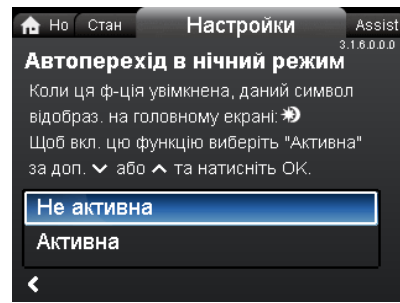 Но Стан Настройки Assist
3.1.6.0.0.0
Автоперехід в нічний режим
Коли ця ф-ція увімкнена, даний символ
відобраз. на головному екрані:
Щоб вкл. цю функцію виберіть "Активна"
за доп. або та натисніть OK.
Не активна
Активна